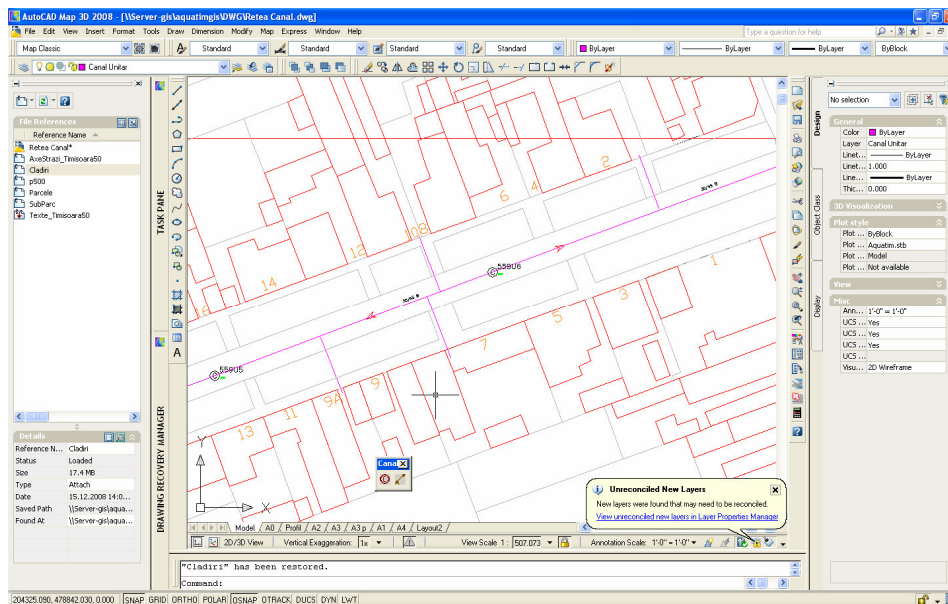 AutoCAD Map 3D 2008 - [\\Server-gis\aquatimgis\DWG\Retea Canal.dwg]
File Edit View Insert Format Tools Draw Dimension Modify Map Express Window Help
Type a question for help
Map Classic
Standard
Standard
Standard
Standard
ByLayer
ByLayer
ByLayer
ByBlock
Canal Unitar
File References
Reference Name
Retea Canal*
AxeStrazi_Timisoara50
Cladiri
p500
Parcele
SubParc
Texte_Timisoara50
Details
Reference N... Cladiri
Status Loaded
Size 17.4 MB
Type Attach
Date 15.12.2008 14:0...
Saved Path \\Server-gis\aqua...
Found At \\Server-gis\aqua...
TASK PANE
DRAWING RECOVERY MANAGER
2
4
6
10B
12
14
16
559U6
559U5
1
3
5
7
9
9A
11
13
Y
X
Canal
Unreconciled New Layers
New layers were found that may need to be reconciled.
View unreconciled new layers in Layer Properties Manager
Model A0 Profil A2 A3 A3 p A1 A4 Layout2
2D/3D View Vertical Exaggeration: 1x View Scale 1 : 507.073 Annotation Scale: 1'-0" = 1'-0"
"Cladiri" has been restored.
Command:
204325.090, 478842.030, 0.000 SNAP GRID ORTHO POLAR OSNAP OTRACK DUCS DYN LWT
Design
Object Class
Display
No selection
General
Color ByLayer
Layer Canal Unitar
Linet... ByLayer
Linet... 1.000
Line... ByLayer
Thic... 0.000
3D Visualization
Plot style
Plot ... ByBlock
Plot ... Aquatim.stb
Plot ... Model
Plot ... Not available
View
Misc
Ann... 1'-0" = 1'-0"
UCS ... Yes
UCS ... Yes
UCS ... Yes
UCS ...
Visu... 2D Wireframe